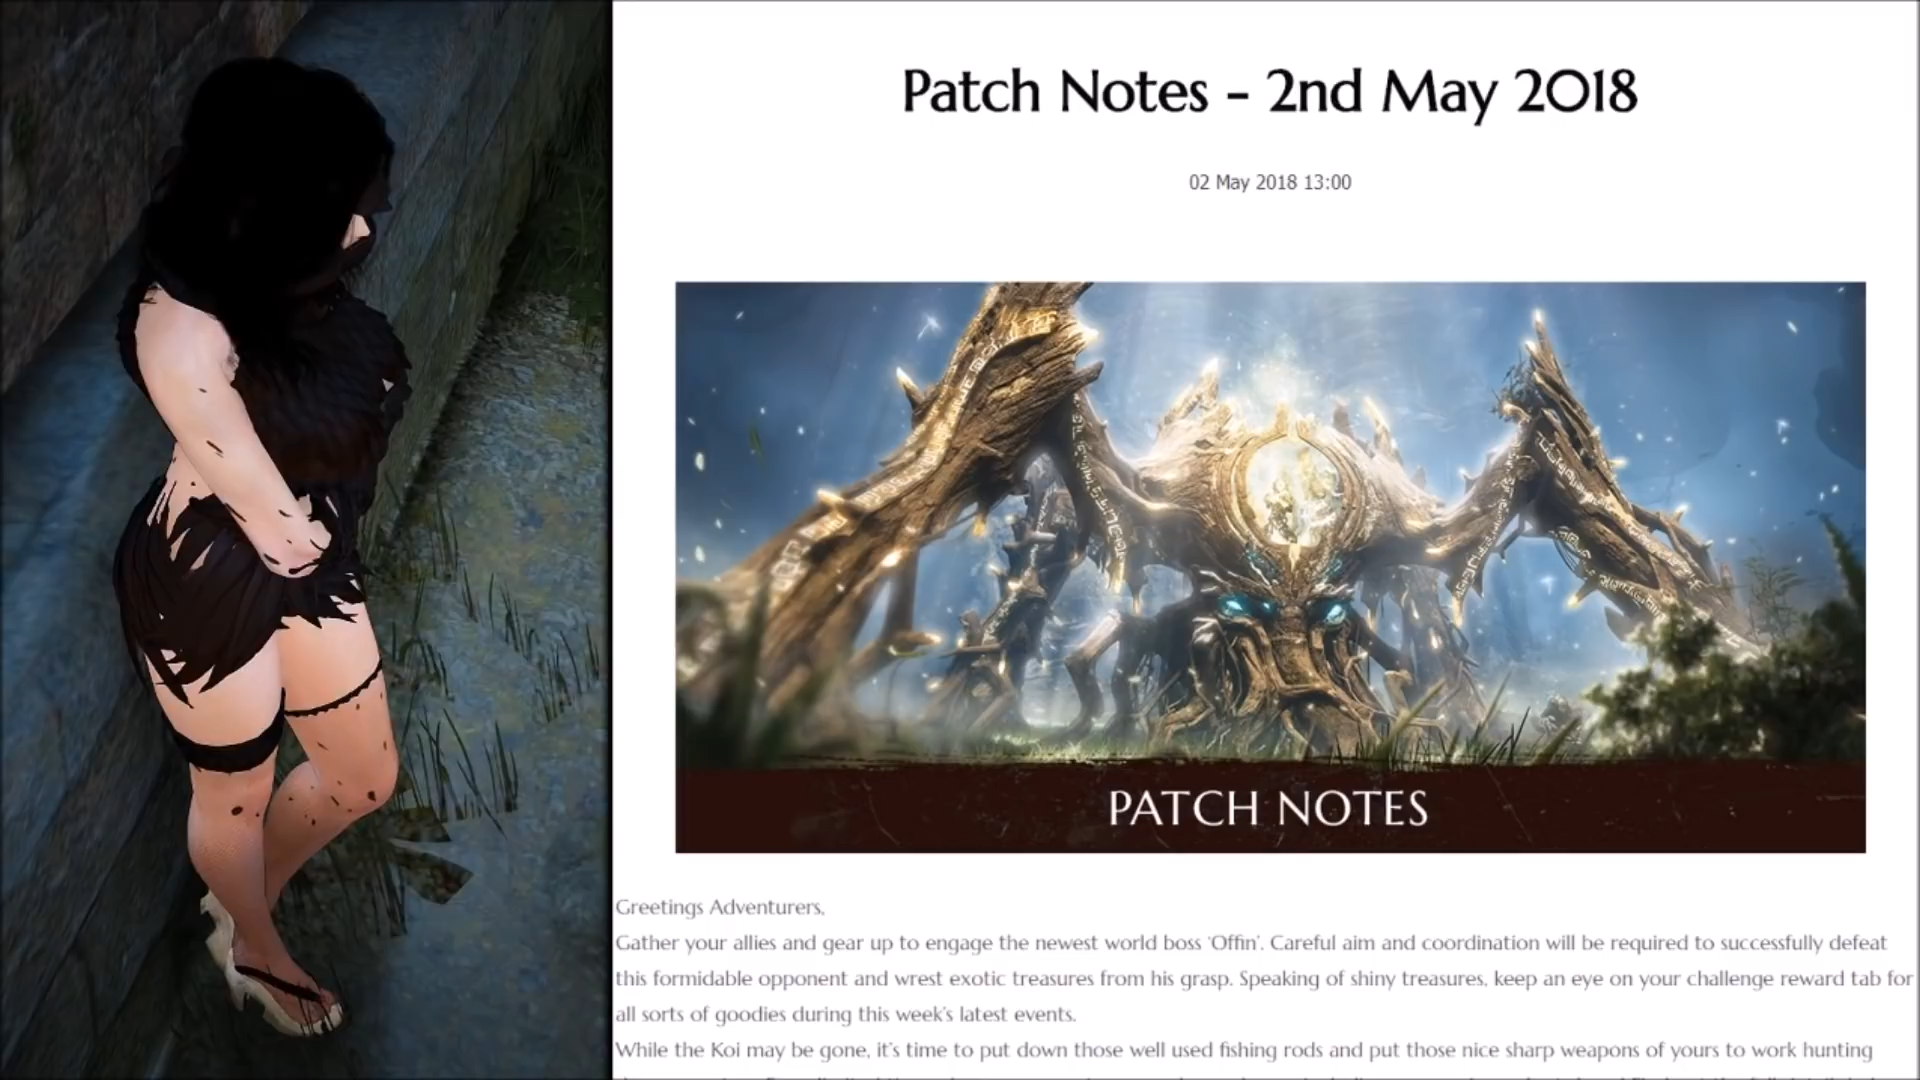 Patch Notes - 2nd May 2018
02 May 2018 13:00
PATCH NOTES
Greetings Adventurers,
Gather your allies and gear up to engage the newest world boss 'Offin'. Careful aim and coordination will be required to successfully defeat
this formidable opponent and wrest exotic treasures from his grasp. Speaking of shiny treasures, keep an eye on your challenge reward tab for
all sorts of goodies during this week's latest events.
While the Koi may be gone, it's time to put down those well used fishing rods and put those nice sharp weapons of yours to work hunting